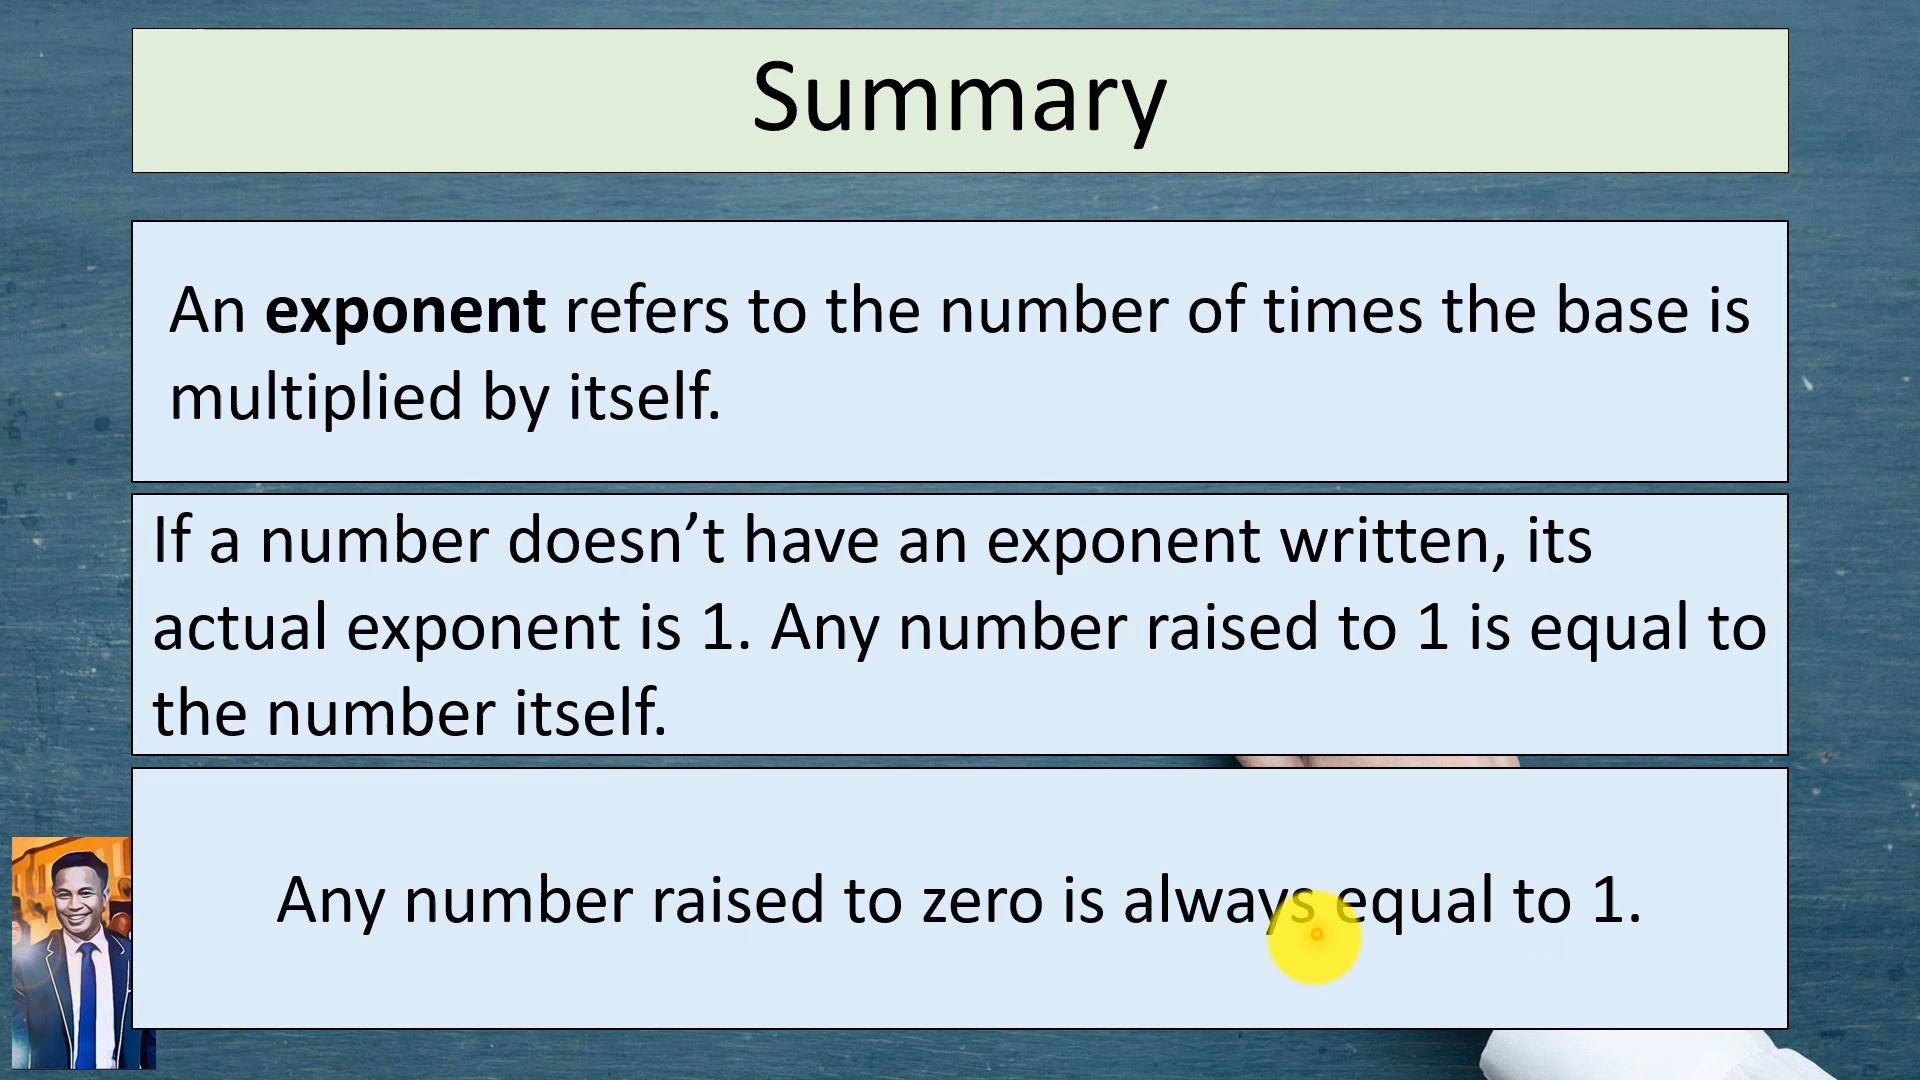 Summary
An exponent refers to the number of times the base is
multiplied by itself.
If a number doesn’t have an exponent written, its
actual exponent is 1. Any number raised to 1 is equal to
the number itself.
Any number raised to zero is always equal to 1.